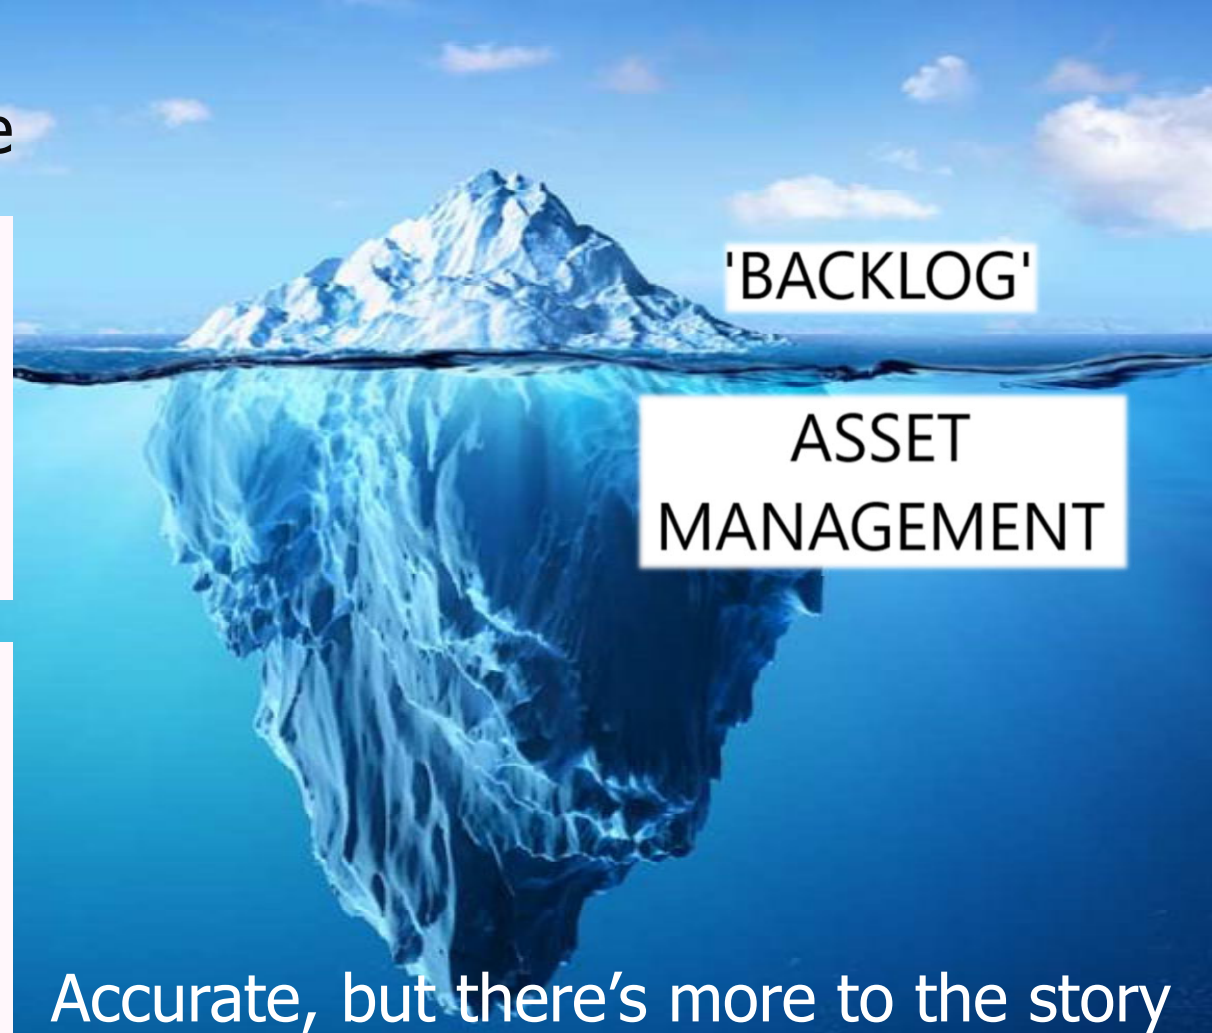 'BACKLOG'
ASSET
MANAGEMENT
Accurate, but there’s more to the story